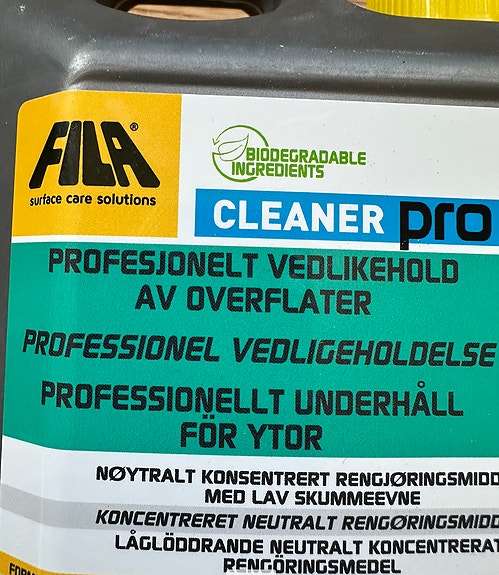 FILA®
surface care solutions
BIODEGRADABLE
INGREDIENTS
CLEANER pro
PROFESJONELT VEDLIKEHOLD
AV OVERFLATER
PROFESSIONEL VEDLIGEHOLDELSE
PROFESSIONELLT UNDERHÅLL
FÖR YTOR
NØYTRALT KONSENTRERT RENGJØRINGSMIDD
MED LAV SKUMMEEVNE
KONCENTRERET NEUTRALT RENGØRINGSMIDD
LÅGLÖDDRANDE NEUTRALT KONCENTRERAT
RENGÖRINGSMEDEL